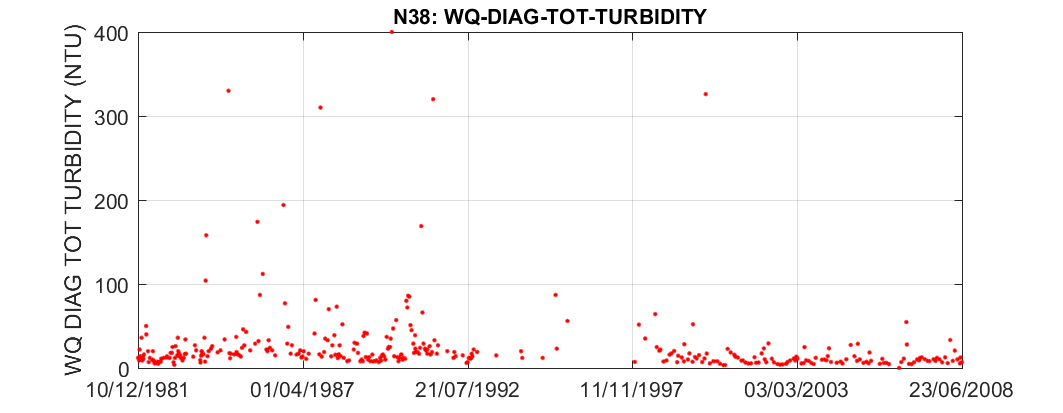 N38: WQ-DIAG-TOT-TURBIDITY
WQ DIAG TOT TURBIDITY (NTU)
400
300
200
100
0
10/12/1981 01/04/1987 21/07/1992 11/11/1997 03/03/2003 23/06/2008